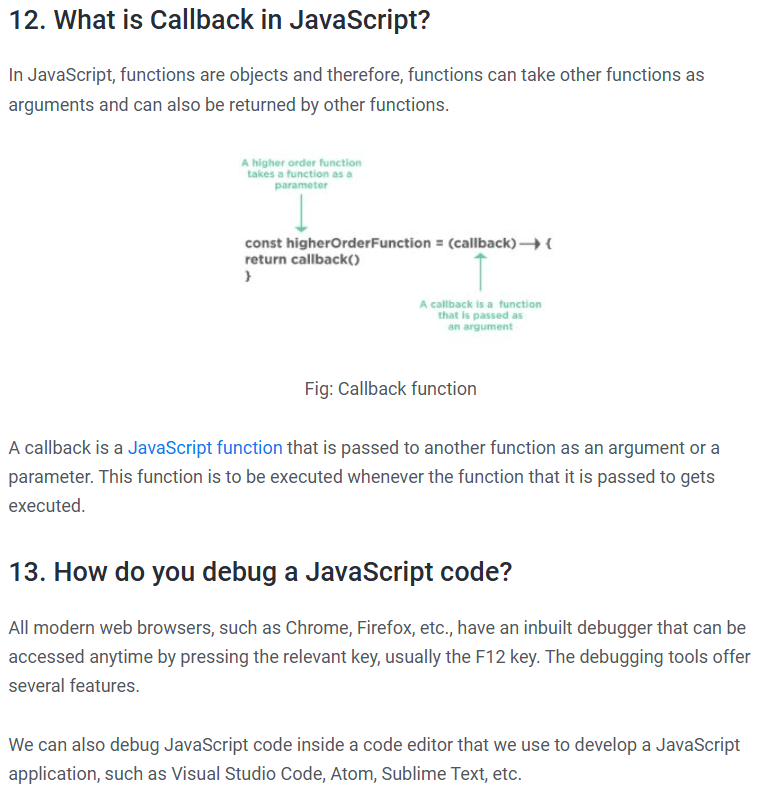 12. What is Callback in JavaScript?
In JavaScript, functions are objects and therefore, functions can take other functions as
arguments and can also be returned by other functions.
A higher order function
takes a function as a
parameter
const higherOrderFunction = (callback) → {
return callback()
}
A callback is a function
that is passed as
an argument
Fig: Callback function
A callback is a JavaScript function that is passed to another function as an argument or a
parameter. This function is to be executed whenever the function that it is passed to gets
executed.
13. How do you debug a JavaScript code?
All modern web browsers, such as Chrome, Firefox, etc., have an inbuilt debugger that can be
accessed anytime by pressing the relevant key, usually the F12 key. The debugging tools offer
several features.
We can also debug JavaScript code inside a code editor that we use to develop a JavaScript
application, such as Visual Studio Code, Atom, Sublime Text, etc.